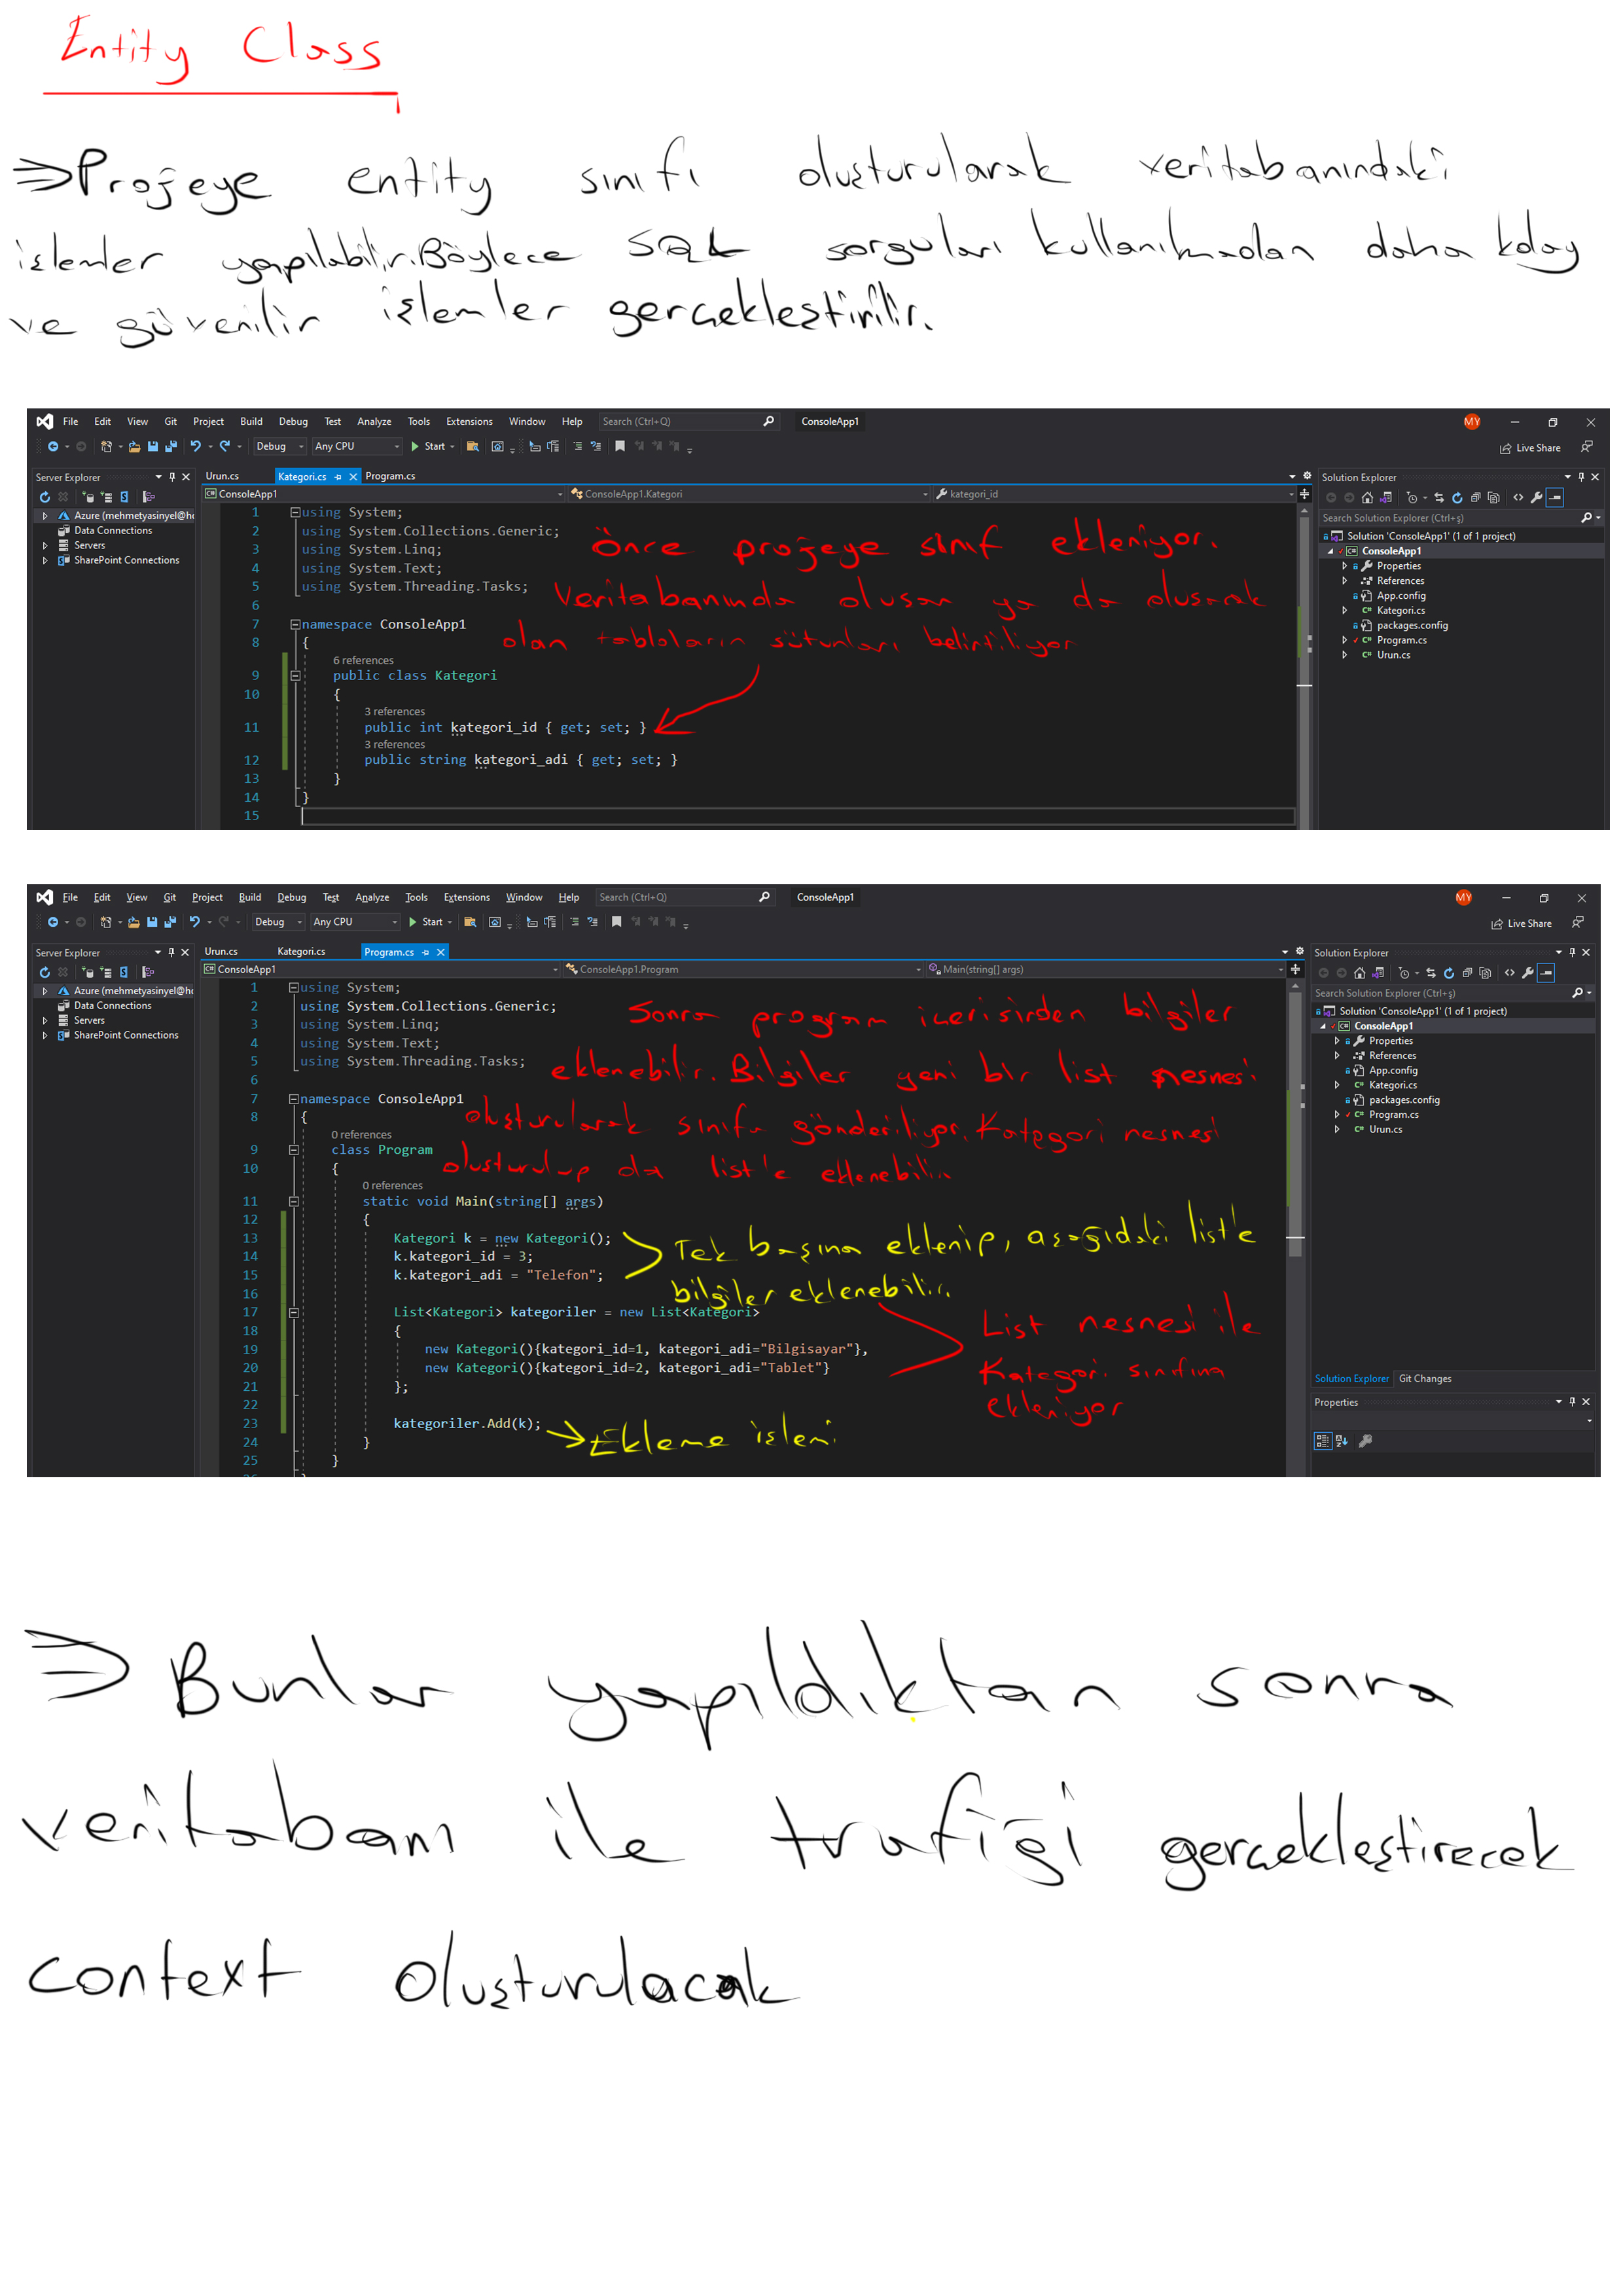 Entity Class
⇒Projeye entity sınıfı oluşturularak veritabanındaki
işlemler yapılabilir.Böylece SQL sorguları kullanılmadan daha kolay
ve güvenilir işlemler gerçekleştirilir.
File Edit View Git Project Build Debug Test Analyze Tools Extensions Window Help Search (Ctrl+Q) ConsoleApp1 MY
Debug Any CPU Start Live Share
Server Explorer
Urun.cs Kategori.cs Program.cs
Solution Explorer
ConsoleApp1 ConsoleApp1.Kategori kategori_id
Search Solution Explorer (Ctrl+ş)
Azure (mehmetyasinyel@ho
Data Connections
Servers
SharePoint Connections
1 using System;
2 using System.Collections.Generic;
3 using System.Linq;
4 using System.Text;
5 using System.Threading.Tasks;
6
7 namespace ConsoleApp1
8 {
6 references
9 public class Kategori
10 {
3 references
11 public int kategori_id { get; set; }
3 references
12 public string kategori_adi { get; set; }
13 }
14 }
15
Önce projeye sınıf ekleniyor.
Veritabanında olusan ya da olusacak
olan tabloların sütunları belirtiliyor
Solution 'ConsoleApp1' (1 of 1 project)
ConsoleApp1
Properties
References
App.config
Kategori.cs
packages.config
Program.cs
Urun.cs
File Edit View Git Project Build Debug Test Analyze Tools Extensions Window Help Search (Ctrl+Q) ConsoleApp1 MY
Debug Any CPU Start Live Share
Server Explorer
Urun.cs Kategori.cs Program.cs
Solution Explorer
ConsoleApp1 ConsoleApp1.Program Main(string[] args)
Search Solution Explorer (Ctrl+ş)
Azure (mehmetyasinyel@ho
Data Connections
Servers
SharePoint Connections
1 using System;
2 using System.Collections.Generic;
3 using System.Linq;
4 using System.Text;
5 using System.Threading.Tasks;
6
7 namespace ConsoleApp1
8 {
0 references
9 class Program
10 {
0 references
11 static void Main(string[] args)
12 {
13 Kategori k = new Kategori();
14 k.kategori_id = 3;
15 k.kategori_adi = "Telefon";
16
17 List<Kategori> kategoriler = new List<Kategori>
18 {
19 new Kategori(){kategori_id=1, kategori_adi="Bilgisayar"},
20 new Kategori(){kategori_id=2, kategori_adi="Tablet"}
21 };
22
23 kategoriler.Add(k);
24 }
25 }
Sonra program icerisinden bilgiler
eklenebilir. Bilgiler yeni bir list nesnesi
oluşturularak sınıfa gönderiliyor. Kategori nesnesi
olusturulup da list'e eklenebilir
Tek başına eklenip, asağıdaki list'e
bilgiler eklenebilir.
List nesnesi ile
Kategori sınıfına
ekleniyor
Ekleme islemi
Solution 'ConsoleApp1' (1 of 1 project)
ConsoleApp1
Properties
References
App.config
Kategori.cs
packages.config
Program.cs
Urun.cs
Solution Explorer Git Changes
Properties
⇒ Bunlar yapıldıktan sonra
veritabanı ile trafiği gerçekleştirecek
context oluşturulacak